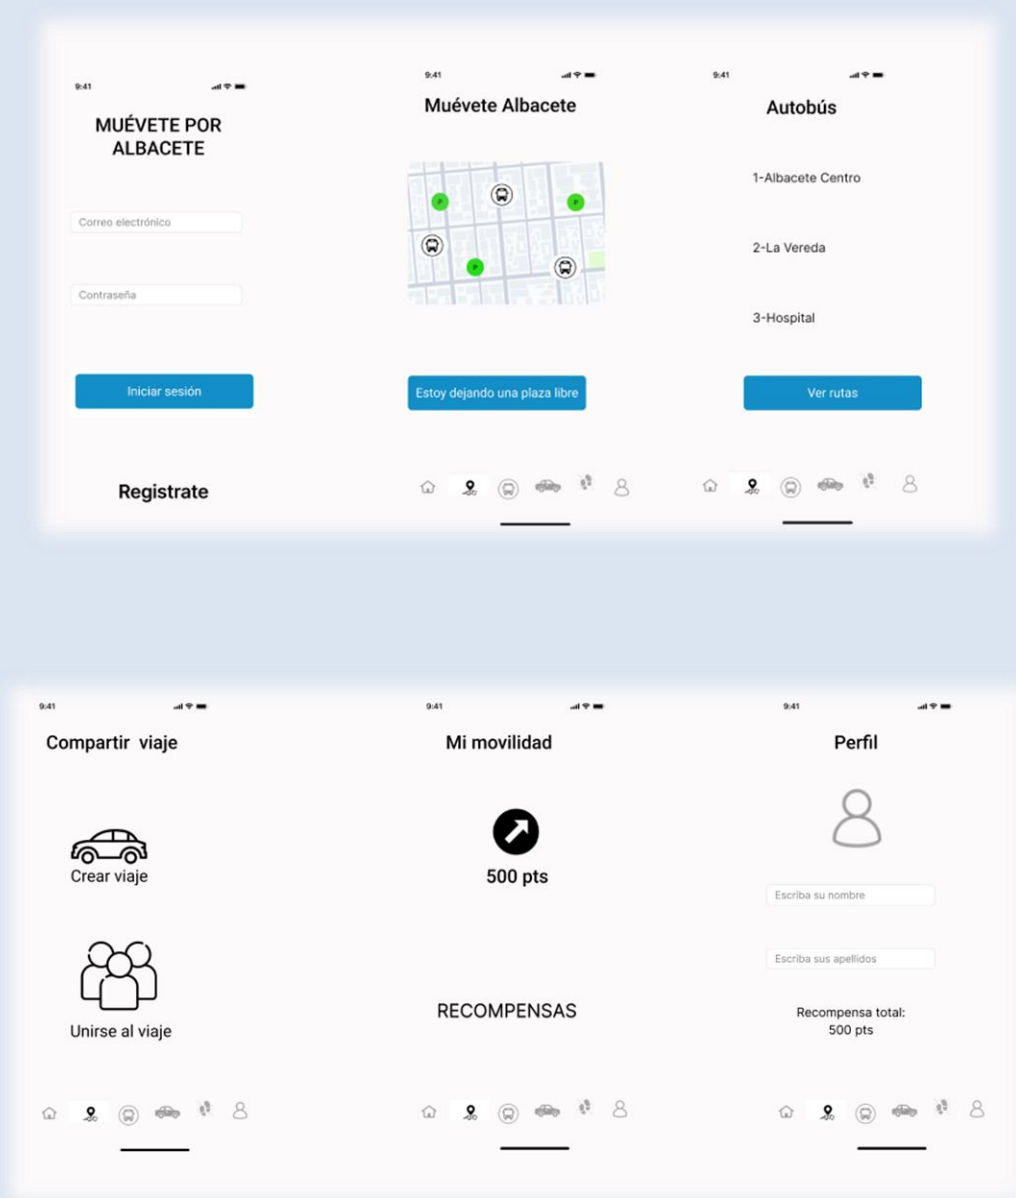 9:41
MUÉVETE POR
ALBACETE
Correo electrónico
Contraseña
Iniciar sesión
Registrate
9:41
Muévete Albacete
P
P
P
Estoy dejando una plaza libre
9:41
Autobús
1-Albacete Centro
2-La Vereda
3-Hospital
Ver rutas
9:41
Compartir viaje
Crear viaje
Unirse al viaje
9:41
Mi movilidad
500 pts
RECOMPENSAS
9:41
Perfil
Escriba su nombre
Escriba sus apellidos
Recompensa total:
500 pts